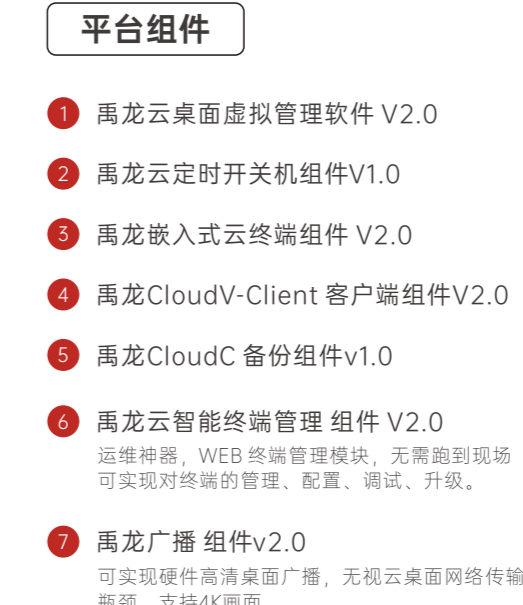 平台组件
1 禹龙云桌面虚拟管理软件 V2.0
2 禹龙云定时开关机组件V1.0
3 禹龙嵌入式云终端组件 V2.0
4 禹龙CloudV-Client 客户端组件V2.0
5 禹龙CloudC 备份组件v1.0
6 禹龙云智能终端管理 组件 V2.0
运维神器，WEB 终端管理模块，无需跑到现场
可实现对终端的管理、配置、调试、升级。
7 禹龙广播 组件v2.0
可实现硬件高清桌面广播，无视云桌面网络传输
瓶颈，支持4K画面